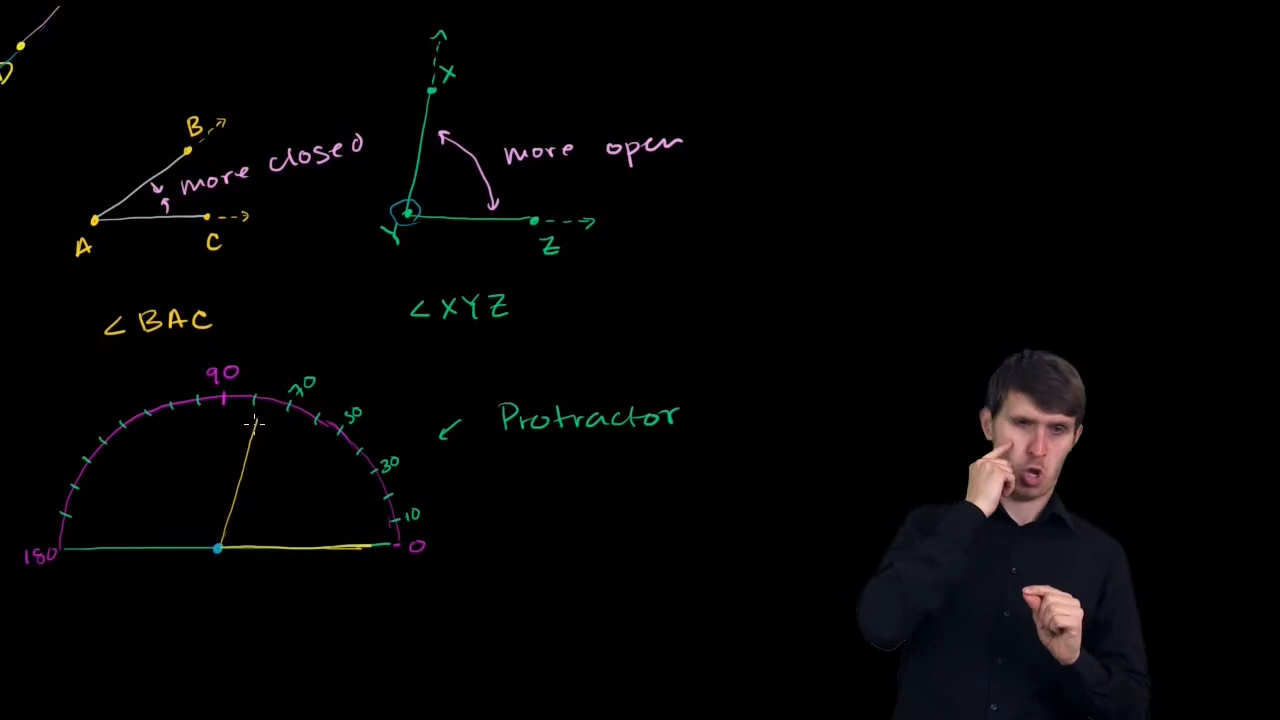 D
B
A
C
more closed
X
Y
Z
more open
<BAC
<XYZ
180
90
70
50
30
10
0
Protractor